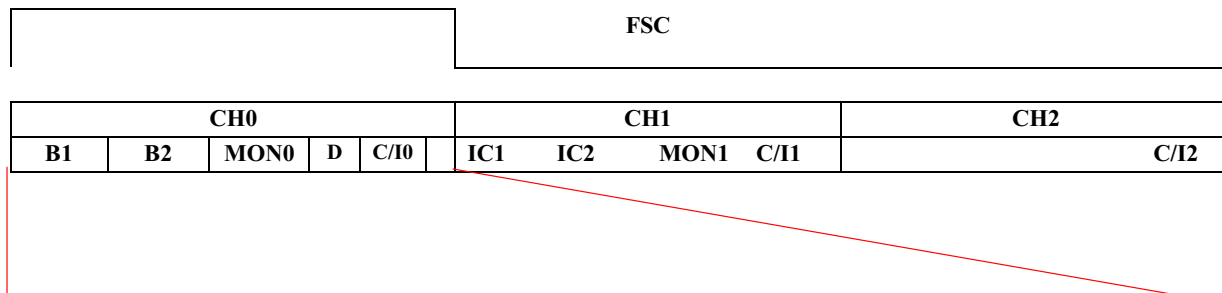 FSC
CH0 CH1 CH2
B1 B2 MON0 D C/I0 IC1 IC2 MON1 C/I1 C/I2